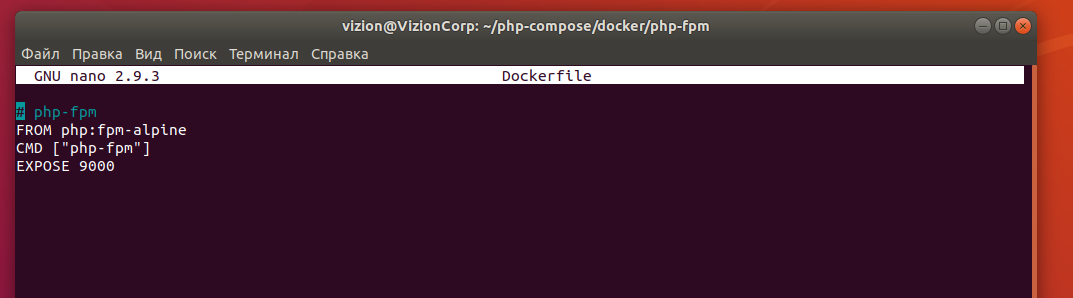 vizion@VizionCorp: ~/php-compose/docker/php-fpm
Файл Правка Вид Поиск Терминал Справка
GNU nano 2.9.3 Dockerfile
# php-fpm
FROM php:fpm-alpine
CMD ["php-fpm"]
EXPOSE 9000